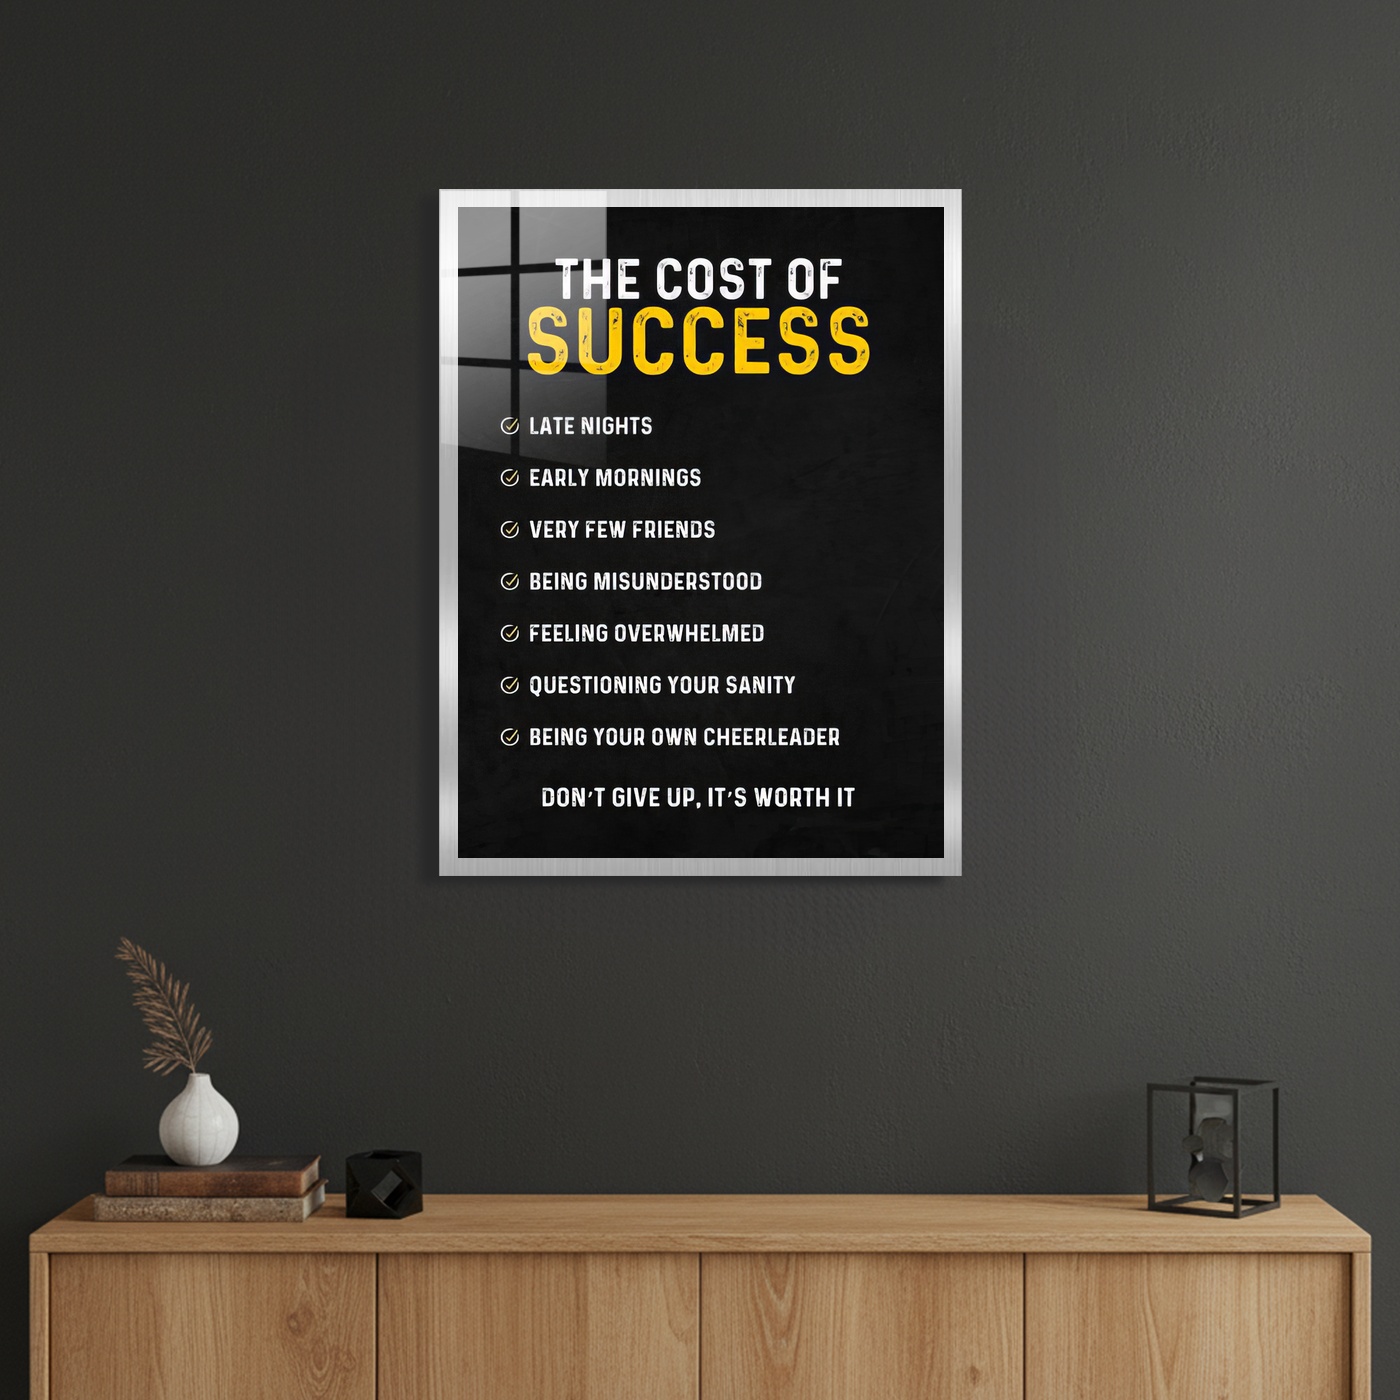 THE COST OF
SUCCESS
LATE NIGHTS
EARLY MORNINGS
VERY FEW FRIENDS
BEING MISUNDERSTOOD
FEELING OVERWHELMED
QUESTIONING YOUR SANITY
BEING YOUR OWN CHEERLEADER
DON'T GIVE UP, IT'S WORTH IT